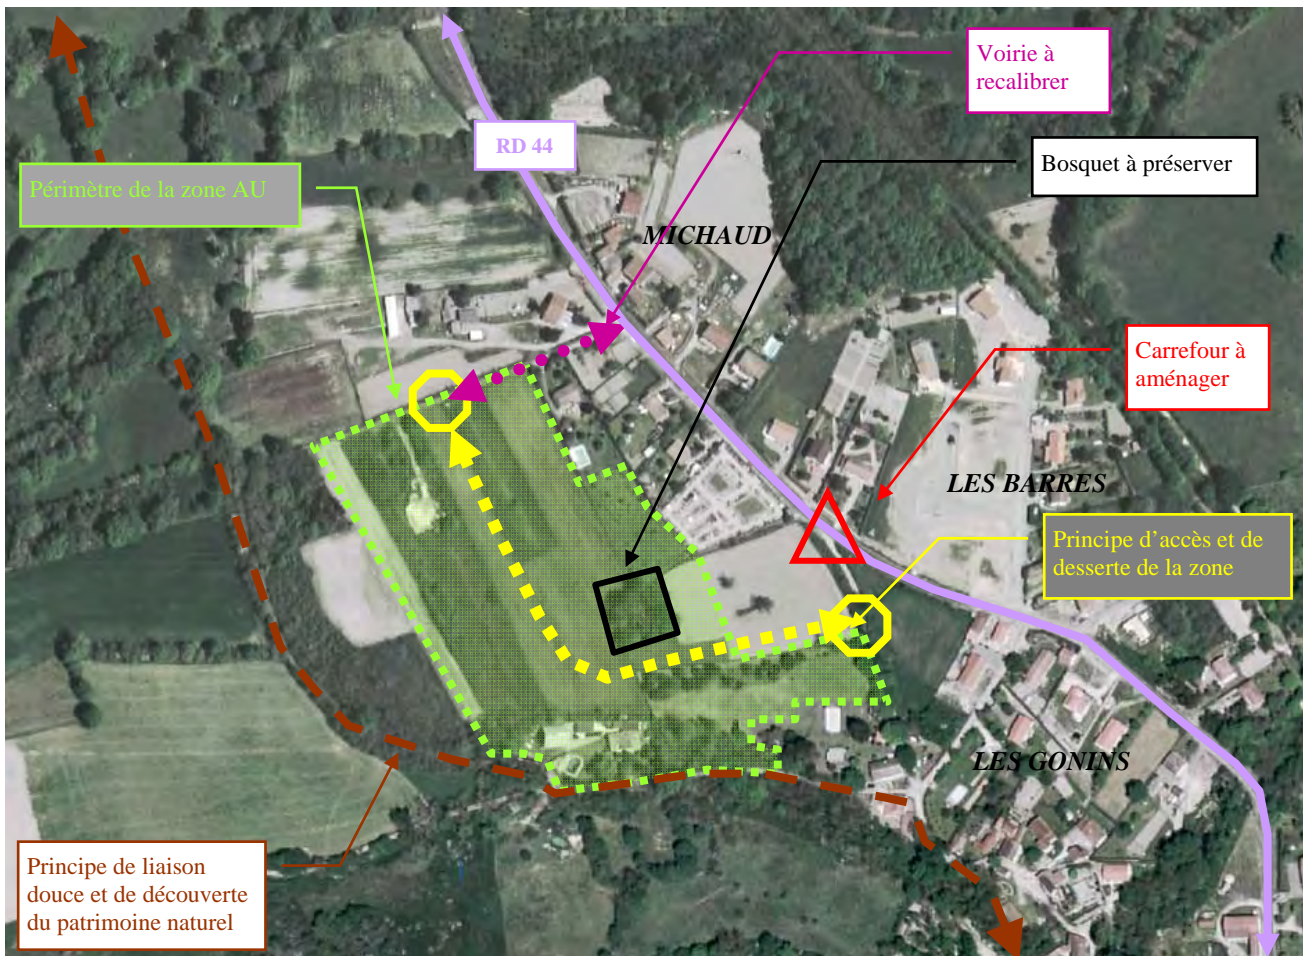 Voirie à
recalibrer
RD 44
Bosquet à préserver
Périmètre de la zone AU
MICHAUD
Carrefour à
aménager
LES BARRES
Principe d’accès et de
desserte de la zone
LES GONINS
Principe de liaison
douce et de découverte
du patrimoine naturel